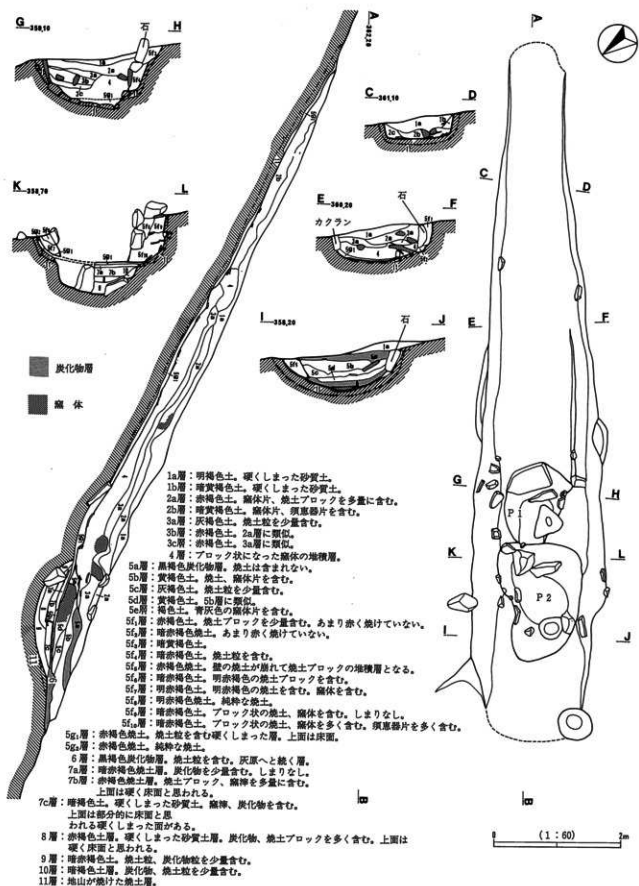 G 359,10 H
石
A 362,20
A
C 361,10 D
K 358,70 L
E 360,20 F
石
カクラン
I 358,20 J
石
炭化物層
窯 体
C D
E F
G H
P 1
K L
P 2
I J
B
B
0 (1:60) 2m
1a層:明褐色土。硬くしまった砂質土。
1b層:暗黄褐色土。硬くしまった砂質土。
2a層:赤褐色土。窯体片、焼土ブロックを多量に含む。
2b層:暗黄褐色土。窯体片、須恵器片を含む。
3a層:灰褐色土。焼土粒を少量含む。
3b層:赤褐色土。2a層に類似。
3c層:赤褐色土。3a層に類似。
4層:ブロック状になった窯体の堆積層。
5a層:黒褐色炭化物層。焼土は含まれない。
5b層:黄褐色土。焼土、窯体片を含む。
5c層:灰褐色土。焼土粒を少量含む。
5d層:黄褐色土。5b層に類似。
5e層:褐色土。青灰色の窯体片を含む。
5f₁層:赤褐色土。焼土ブロックを少量含む。あまり赤く焼けていない。
5f₂層:暗赤褐色焼土。あまり赤く焼けていない。
5f₃層:暗黄褐色土。
5f₄層:暗赤褐色土。焼土粒を含む。
5f₅層:赤褐色焼土。壁の焼土が崩れて焼土ブロックの堆積層となる。
5f₆層:暗赤褐色土。明赤褐色の焼土ブロックを含む。
5f₇層:明赤褐色土。明赤褐色の焼土を含む。窯体を含む。
5f₈層:明赤褐色焼土。純粋な焼土。
5f₉層:暗赤褐色土。ブロック状の焼土、窯体を含む。しまりなし。
5f₁₀層:暗赤褐色土。ブロック状の焼土、窯体を多く含む。須恵器片を多く含む。
5g₁層:赤褐色焼土。焼土粒を含む硬くしまった層。上面は床面。
5g₂層:赤褐色焼土。純粋な焼土。
6層:黒褐色炭化物層。焼土粒を含む。灰原へと続く層。
7a層:暗赤褐色焼土層。炭化物を少量含む。しまりなし。
7b層:赤褐色焼土層。焼土ブロック、窯滓を多量に含む。
上面は硬く床面と思われる。
7c層:暗褐色土。硬くしまった砂質土。窯滓、炭化物を含む。
上面は部分的に床面と思
われる硬くしまった面がある。
8層:赤褐色土層。硬くしまった砂質土層。炭化物、焼土ブロックを多く含む。上面は
硬く床面と思われる。
9層:暗赤褐色土。焼土粒、炭化物粒を少量含む。
10層:暗褐色土層。炭化物、焼土粒を少量含む。
11層:地山が焼けた焼土層。